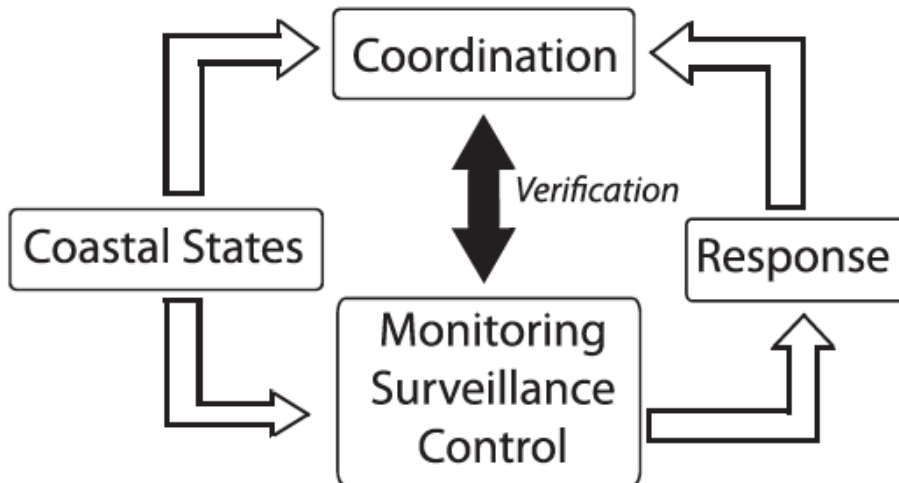 Coordination
Verification
Coastal States
Response
Monitoring
Surveillance
Control